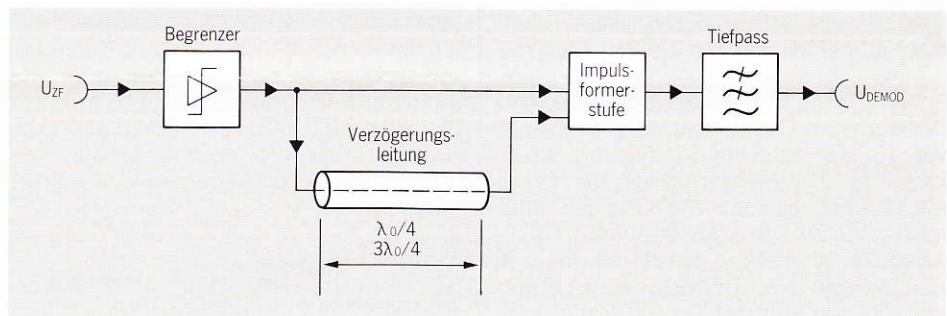 Begrenzer
Tiefpass
U_ZF
Impuls-
former-
stufe
U_DEMOD
Verzögerungs-
leitung
λ₀/4
3λ₀/4